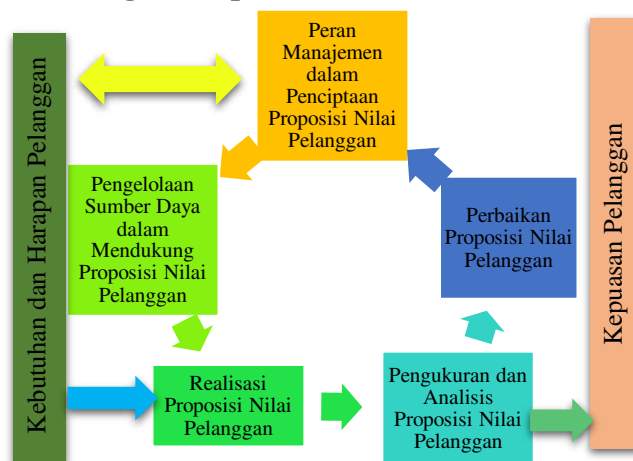 Kebutuhan dan Harapan Pelanggan
Peran
Manajemen
dalam
Penciptaan
Proposisi Nilai
Pelanggan
Pengelolaan
Sumber Daya
dalam
Mendukung
Proposisi Nilai
Pelanggan
Perbaikan
Proposisi Nilai
Pelanggan
Realisasi
Proposisi Nilai
Pelanggan
Pengukuran dan
Analisis
Proposisi Nilai
Pelanggan
Kepuasan Pelanggan